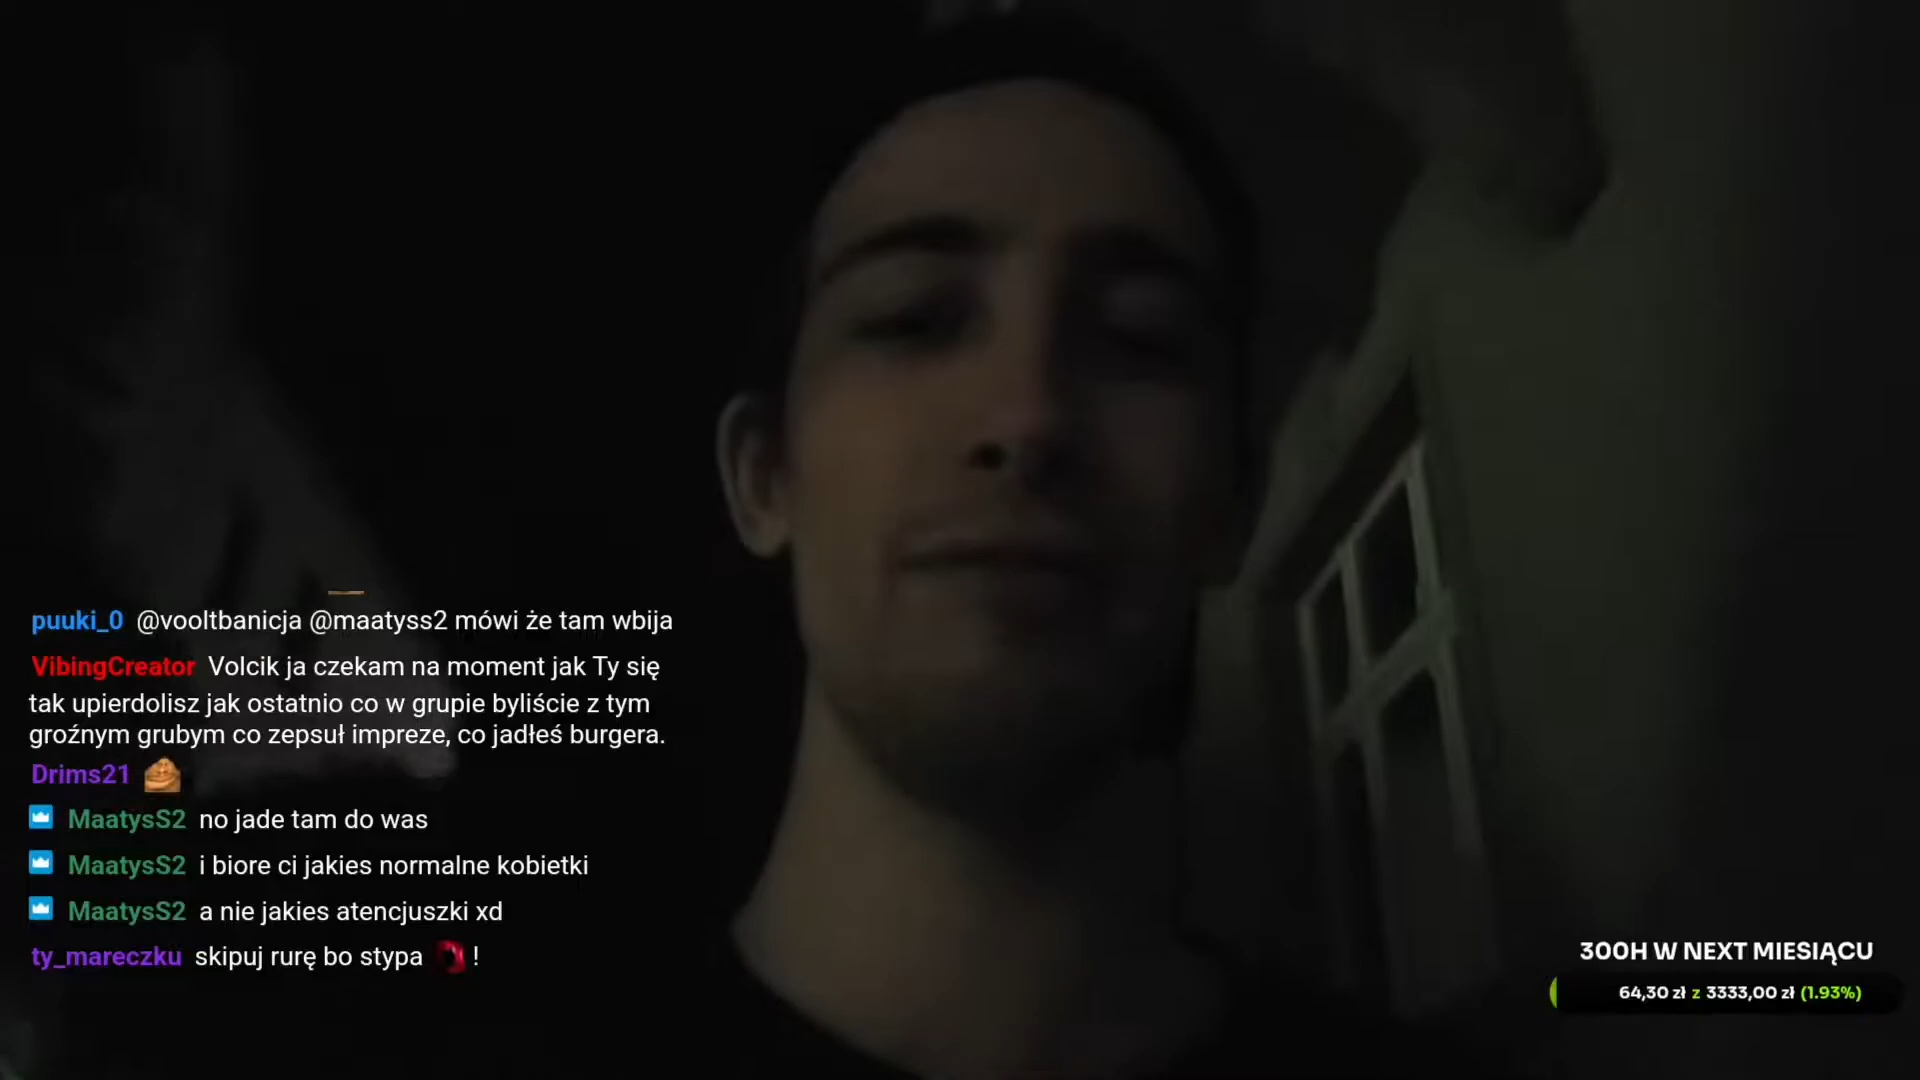 puuki_0 @vooltbanicja @maatyss2 mówi że tam wbija
VibingCreator Volcik ja czekam na moment jak Ty się
tak upierdolisz jak ostatnio co w grupie byliście z tym
groźnym grubym co zepsuł impreze, co jadłeś burgera.
Drims21
MaatysS2 no jade tam do was
MaatysS2 i biore ci jakies normalne kobietki
MaatysS2 a nie jakies atencjuszki xd
ty_mareczku skipuj rurę bo stypa !
300H W NEXT MIESIĄCU
64,30 zł z 3333,00 zł (1.93%)